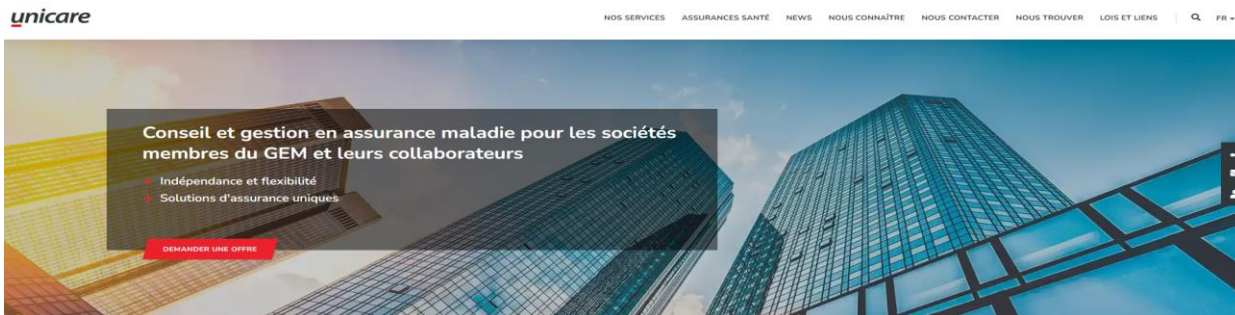 unicare
NOS SERVICES ASSURANCES SANTÉ NEWS NOUS CONNAÎTRE NOUS CONTACTER NOUS TROUVER LOIS ET LIENS FR
Conseil et gestion en assurance maladie pour les sociétés
membres du GEM et leurs collaborateurs
+ Indépendance et flexibilité
+ Solutions d'assurance uniques
DEMANDER UNE OFFRE